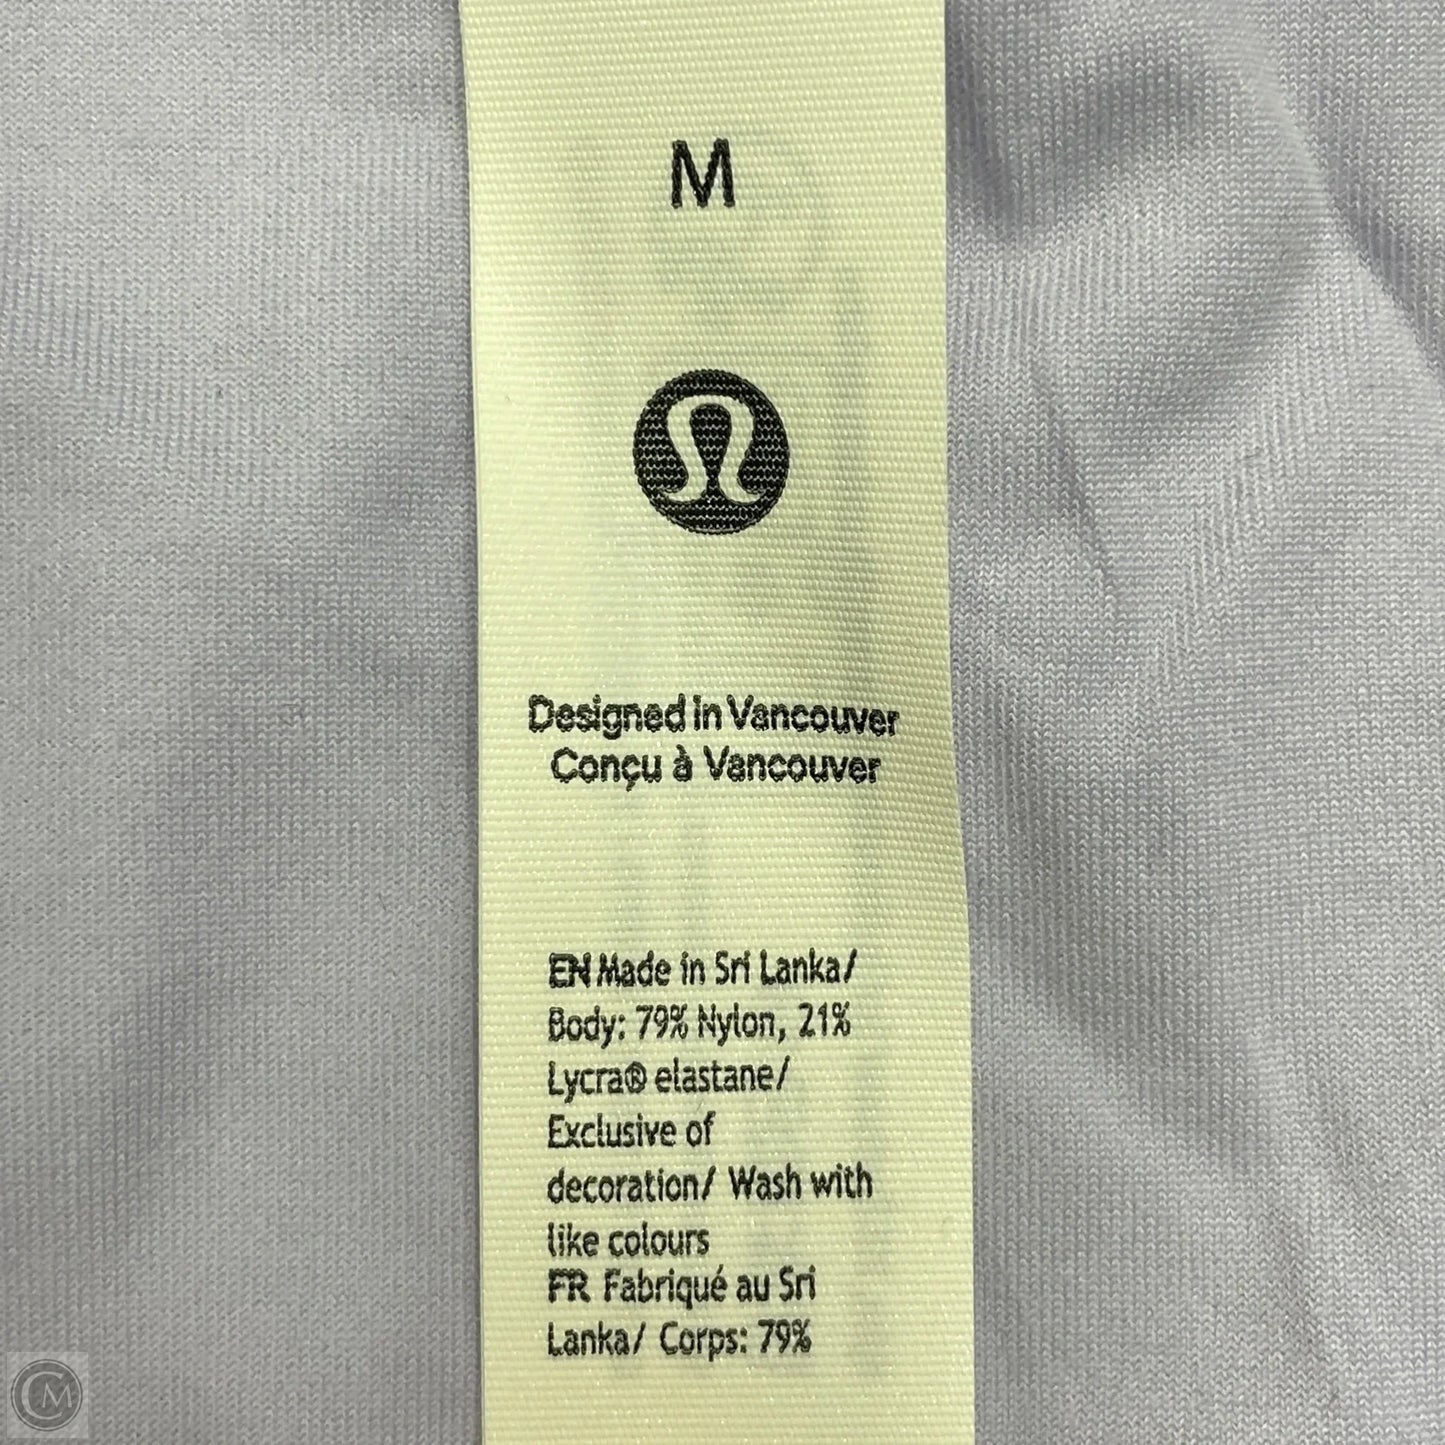 M
Designed in Vancouver
Conçu à Vancouver
EN Made in Sri Lanka/
Body: 79% Nylon, 21%
Lycra® elastane/
Exclusive of
decoration/ Wash with
like colours
FR Fabriqué au Sri
Lanka/ Corps: 79%
CM